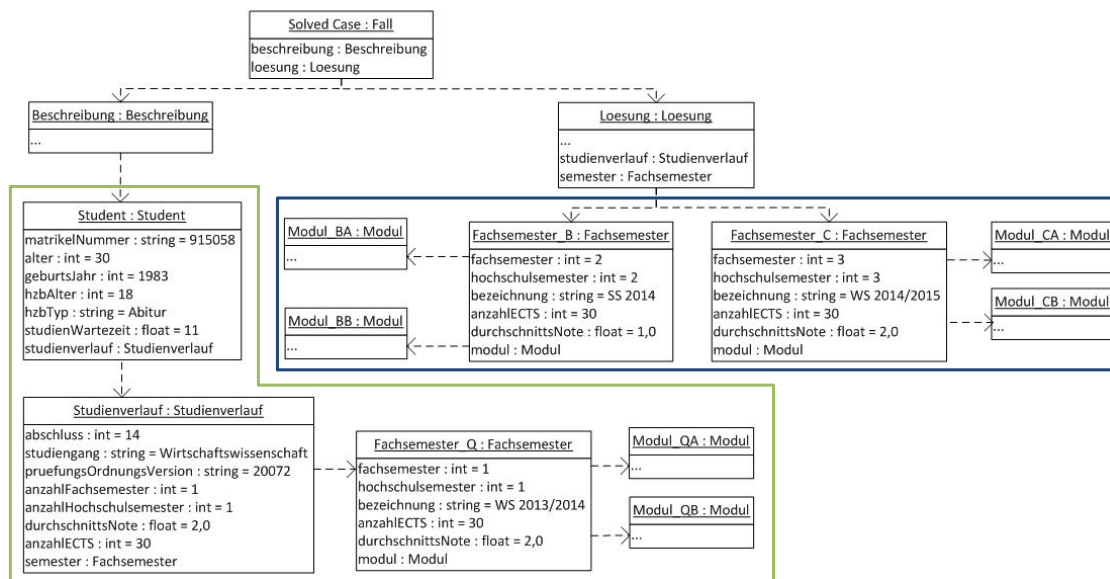 Solved Case : Fall
beschreibung : Beschreibung
loesung : Loesung
Beschreibung : Beschreibung
...
Loesung : Loesung
...
studienverlauf : Studienverlauf
semester : Fachsemester
Student : Student
matrikelNummer : string = 915058
alter : int = 30
geburtsJahr : int = 1983
hzbAlter : int = 18
hzbTyp : string = Abitur
studienWartezeit : float = 11
studienverlauf : Studienverlauf
Modul_BA : Modul
...
Modul_BB : Modul
...
Fachsemester_B : Fachsemester
fachsemester : int = 2
hochschulsemester : int = 2
bezeichnung : string = SS 2014
anzahlECTS : int = 30
durchschnittsNote : float = 1,0
modul : Modul
Fachsemester_C : Fachsemester
fachsemester : int = 3
hochschulsemester : int = 3
bezeichnung : string = WS 2014/2015
anzahlECTS : int = 30
durchschnittsNote : float = 2,0
modul : Modul
Modul_CA : Modul
...
Modul_CB : Modul
...
Studienverlauf : Studienverlauf
abschluss : int = 14
studiengang : string = Wirtschaftswissenschaft
pruefungsOrdnungsVersion : string = 20072
anzahlFachsemester : int = 1
anzahlHochschulsemester : int = 1
durchschnittsNote : float = 2,0
anzahlECTS : int = 30
semester : Fachsemester
Fachsemester_Q : Fachsemester
fachsemester : int = 1
hochschulsemester : int = 1
bezeichnung : string = WS 2013/2014
anzahlECTS : int = 30
durchschnittsNote : float = 2,0
modul : Modul
Modul_QA : Modul
...
Modul_QB : Modul
...